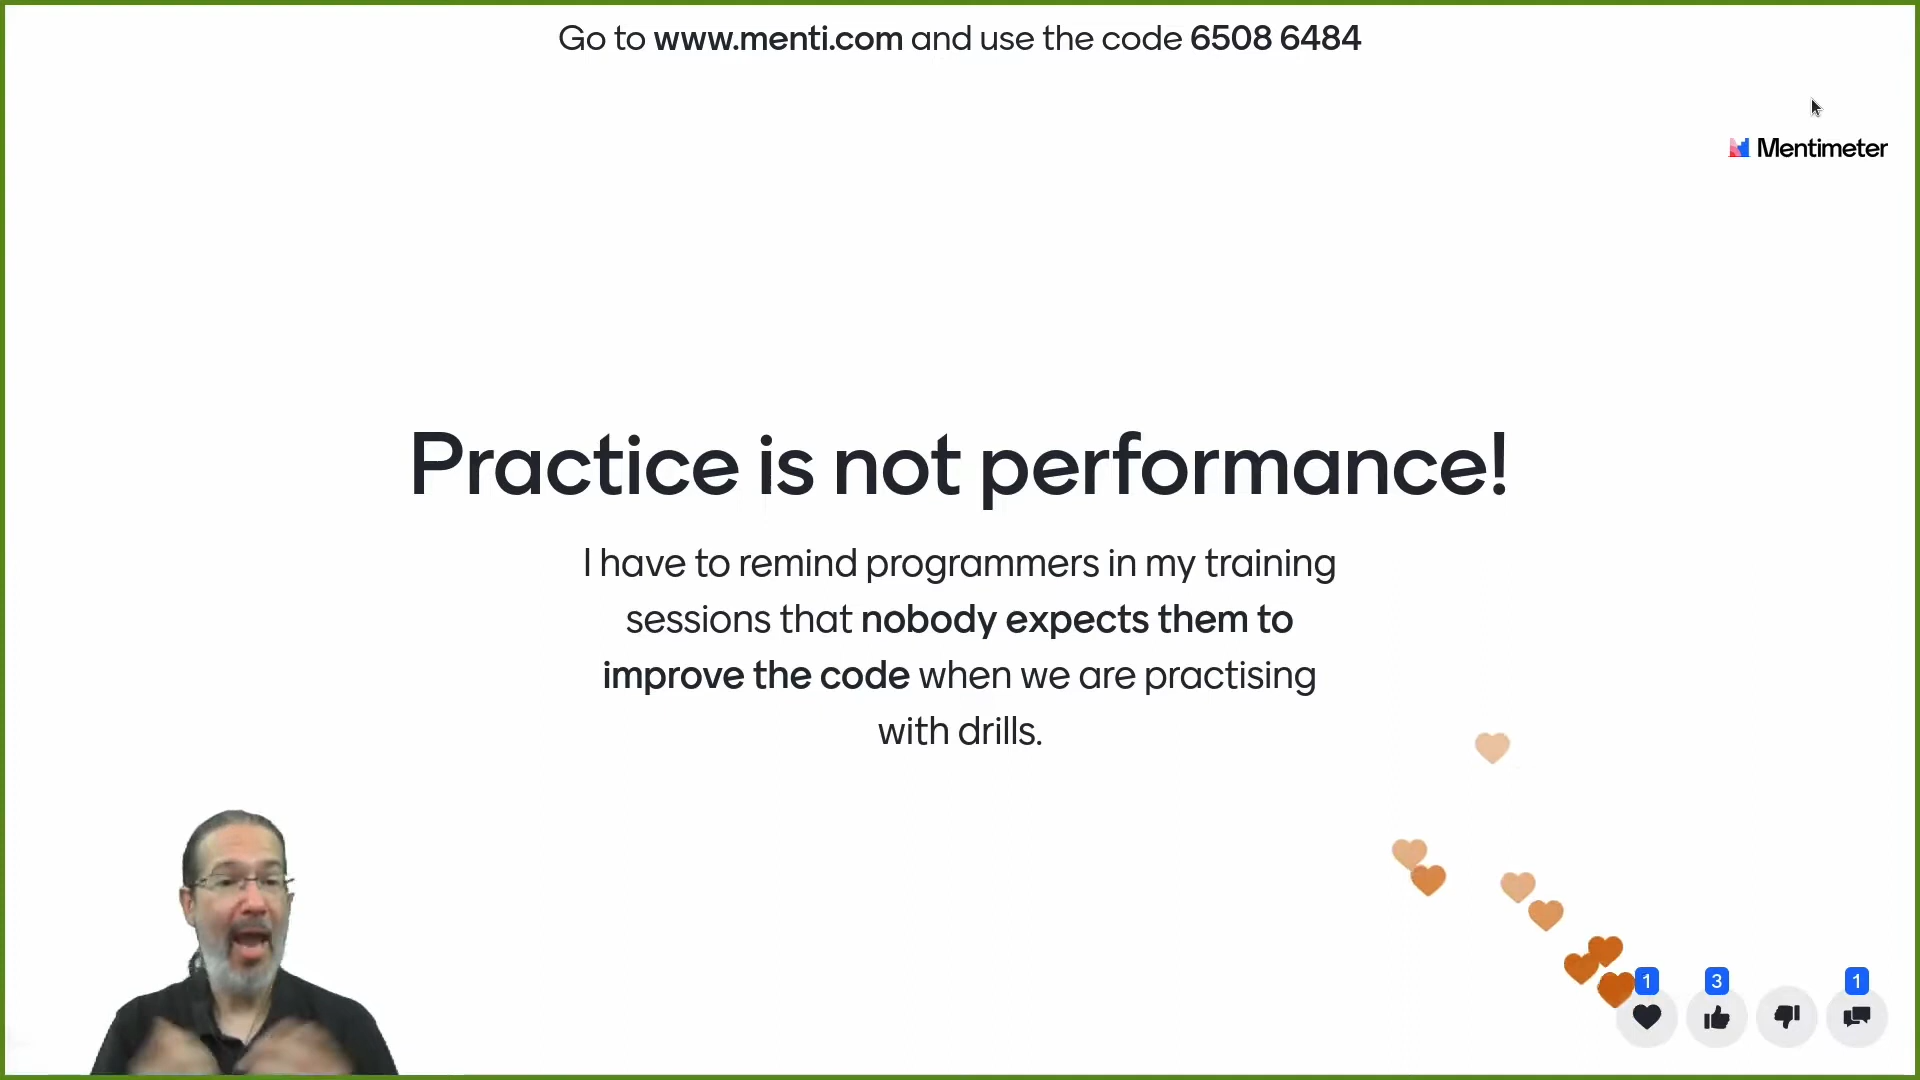 Go to www.menti.com and use the code 6508 6484
Mentimeter
Practice is not performance!
I have to remind programmers in my training
sessions that nobody expects them to
improve the code when we are practising
with drills.
1
3
1